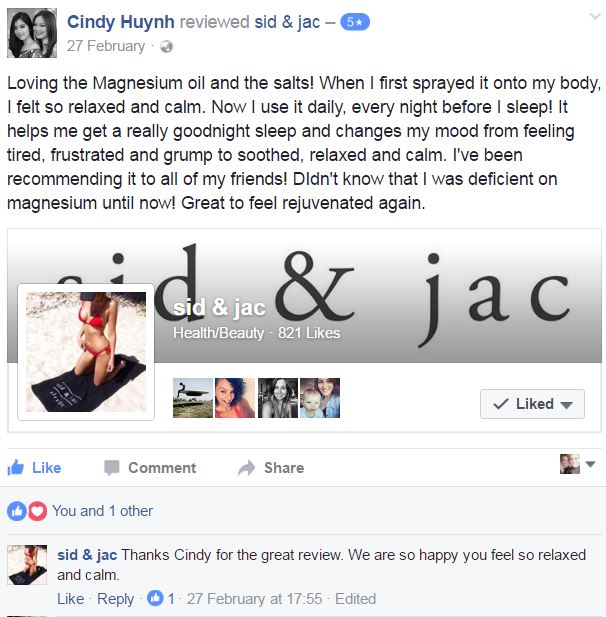 Cindy Huynh reviewed sid & jac – 5★
27 February ·
Loving the Magnesium oil and the salts! When I first sprayed it onto my body,
I felt so relaxed and calm. Now I use it daily, every night before I sleep! It
helps me get a really goodnight sleep and changes my mood from feeling
tired, frustrated and grump to soothed, relaxed and calm. I've been
recommending it to all of my friends! DIdn't know that I was deficient on
magnesium until now! Great to feel rejuvenated again.
sid & jac
sid & jac
Health/Beauty · 821 Likes
sid & jac
Liked
Like Comment Share
You and 1 other
sid & jac Thanks Cindy for the great review. We are so happy you feel so relaxed
and calm.
Like · Reply · 1 · 27 February at 17:55 · Edited